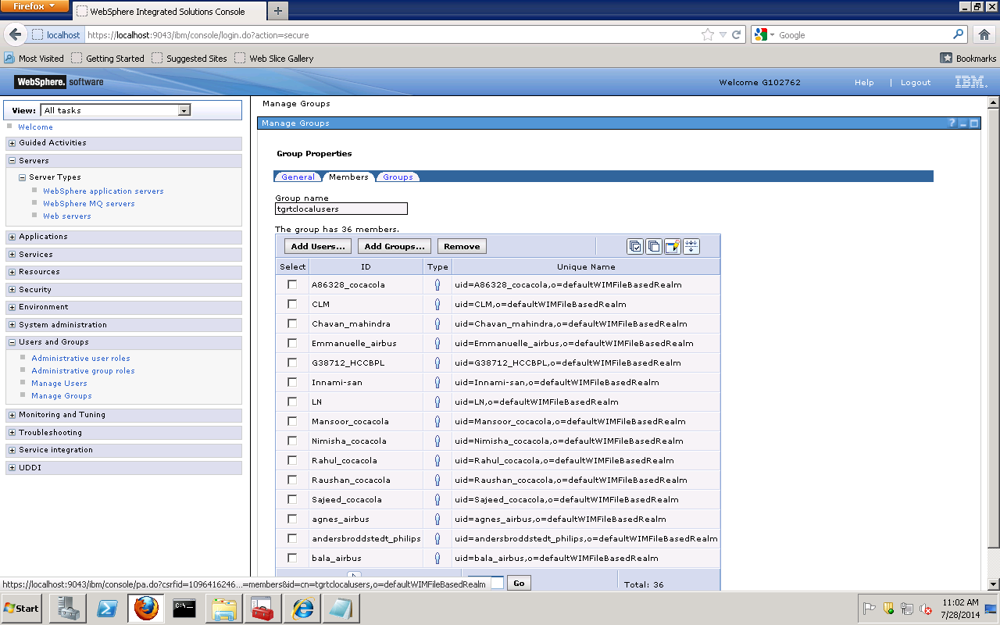 Firefox
WebSphere Integrated Solutions Console
localhost
https://localhost:9043/ibm/console/login.do?action=secure
Google
Most Visited
Getting Started
Suggested Sites
Web Slice Gallery
Bookmarks
WebSphere. software
Welcome G102762
Help | Logout
IBM.
View: All tasks
Welcome
Guided Activities
Servers
Server Types
WebSphere application servers
WebSphere MQ servers
Web servers
Applications
Services
Resources
Security
Environment
System administration
Users and Groups
Administrative user roles
Administrative group roles
Manage Users
Manage Groups
Monitoring and Tuning
Troubleshooting
Service integration
UDDI
Manage Groups
Manage Groups
?
Group Properties
General Members Groups
Group name
tgrtclocalusers
The group has 36 members.
Add Users... Add Groups... Remove
Select ID Type Unique Name
A86328_cocacola uid=A86328_cocacola,o=defaultWIMFileBasedRealm
CLM uid=CLM,o=defaultWIMFileBasedRealm
Chavan_mahindra uid=Chavan_mahindra,o=defaultWIMFileBasedRealm
Emmanuelle_airbus uid=Emmanuelle_airbus,o=defaultWIMFileBasedRealm
G38712_HCCBPL uid=G38712_HCCBPL,o=defaultWIMFileBasedRealm
Innami-san uid=Innami-san,o=defaultWIMFileBasedRealm
LN uid=LN,o=defaultWIMFileBasedRealm
Mansoor_cocacola uid=Mansoor_cocacola,o=defaultWIMFileBasedRealm
Nimisha_cocacola uid=Nimisha_cocacola,o=defaultWIMFileBasedRealm
Rahul_cocacola uid=Rahul_cocacola,o=defaultWIMFileBasedRealm
Raushan_cocacola uid=Raushan_cocacola,o=defaultWIMFileBasedRealm
Sajeed_cocacola uid=Sajeed_cocacola,o=defaultWIMFileBasedRealm
agnes_airbus uid=agnes_airbus,o=defaultWIMFileBasedRealm
andersbroddstedt_philips uid=andersbroddstedt_philips,o=defaultWIMFileBasedRealm
bala_airbus uid=bala_airbus,o=defaultWIMFileBasedRealm
Go
Total: 36
https://localhost:9043/ibm/console/pa.do?csrfid=1096416246...=members&id=cn=tgrtclocalusers,o=defaultWIMFileBasedRealm
Start
C:\_
11:02 AM
7/28/2014